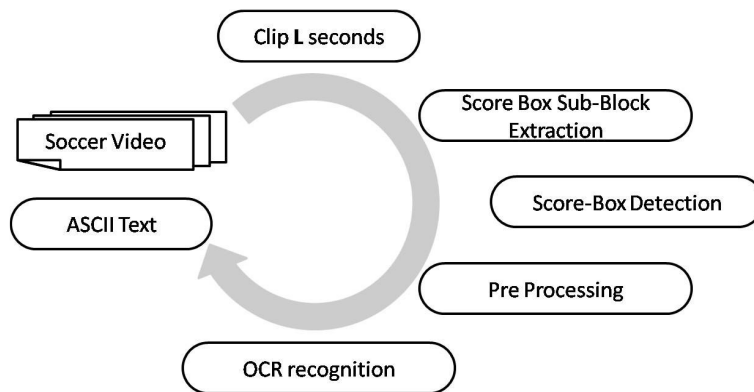 Clip L seconds
Score Box Sub-Block
Extraction
Soccer Video
Score-Box Detection
ASCII Text
Pre Processing
OCR recognition